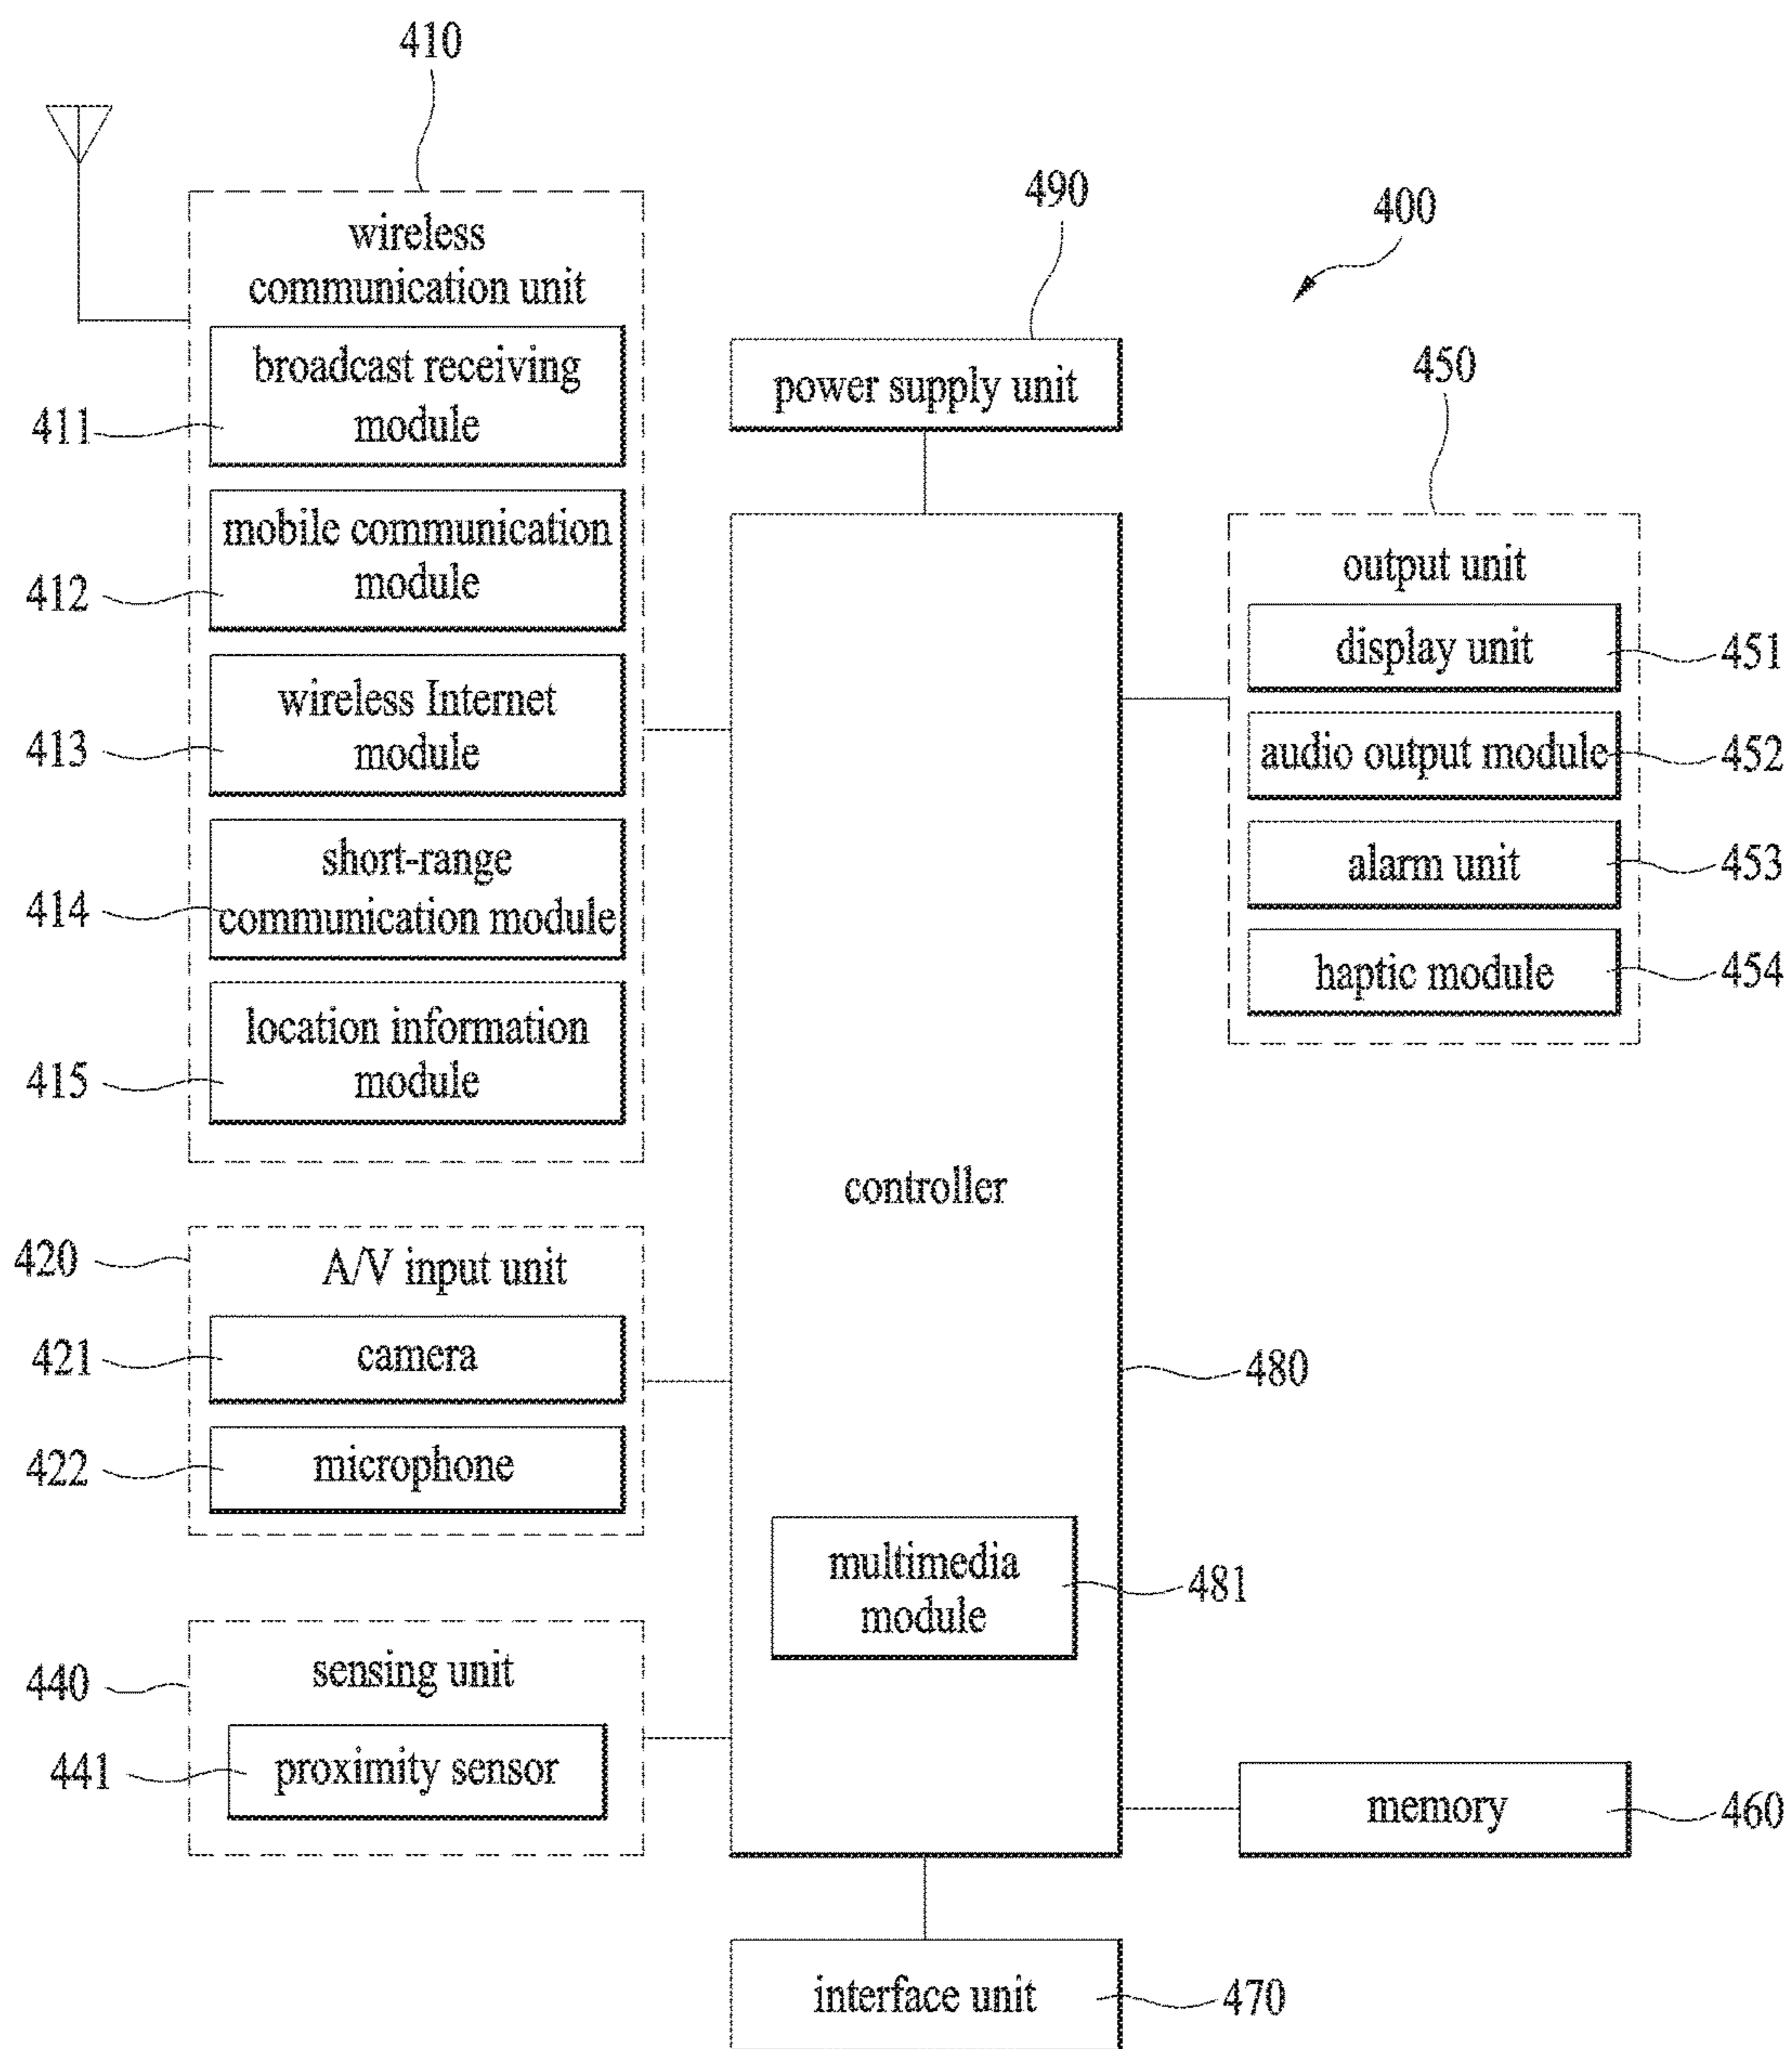 410
490
400
wireless
communication unit
450
broadcast receiving
module
411
power supply unit
mobile communication
module
412
output unit
display unit
451
wireless Internet
module
413
audio output module
452
short-range
communication module
414
alarm unit
453
haptic module
454
location information
module
415
controller
420
A/V input unit
camera
421
480
microphone
422
multimedia
module
481
sensing unit
440
proximity sensor
441
memory
460
interface unit
470